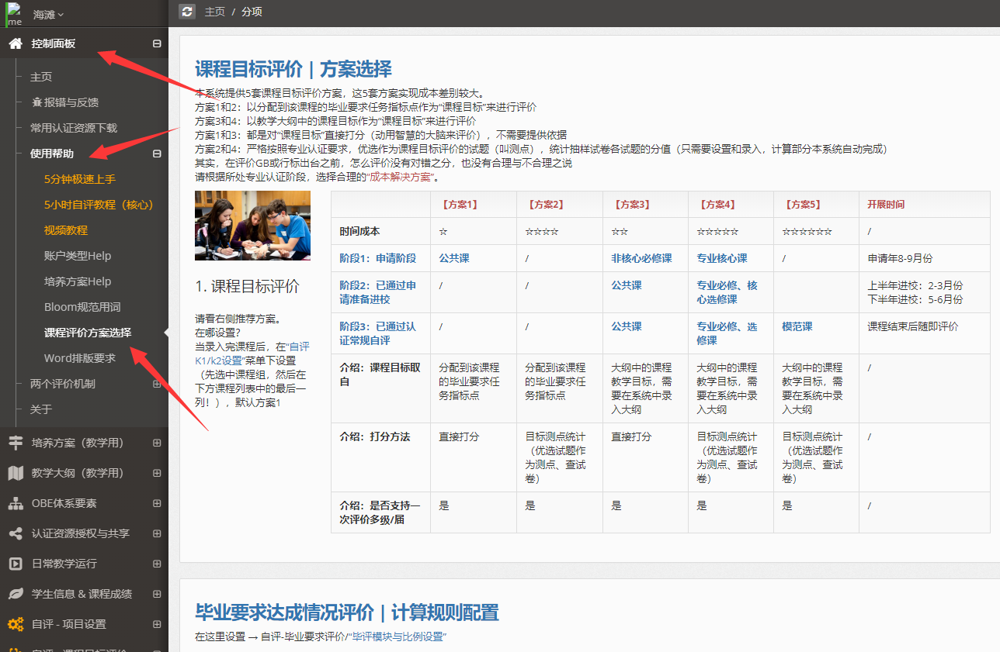 me
海滩
主页 / 分项
控制面板
主页
报错与反馈
常用认证资源下载
使用帮助
5分钟极速上手
5小时自评教程（核心）
视频教程
账户类型Help
培养方案Help
Bloom规范用词
课程评价方案选择
Word排版要求
两个评价机制
关于
培养方案（教学用）
教学大纲（教学用）
OBE体系要素
认证资源授权与共享
日常教学运行
学生信息 & 课程成绩
自评 - 项目设置
自评 - 课程目标评价
课程目标评价 | 方案选择
本系统提供5套课程目标评价方案，这5套方案实现成本差别较大。
方案1和2：以分配到该课程的毕业要求任务指标点作为“课程目标”来进行评价
方案3和4：以教学大纲中的课程目标作为“课程目标”来进行评价
方案1和3：都是对“课程目标”直接打分（动用智慧的大脑来评价），不需要提供依据
方案2和4：严格按照专业认证要求，优选作为课程目标评价的试题（叫测点），统计抽样试卷各试题的分值（只需要设置和录入，计算部分本系统自动完成）
其实，在评价GB或行标出台之前，怎么评价没有对错之分，也没有合理与不合理之说
请根据所处专业认证阶段，选择合理的“成本解决方案”。
1. 课程目标评价
请看右侧推荐方案。
在哪设置？
当录入完课程后，在“自评
K1/k2设置”菜单下设置
（先选中课程组，然后在
下方课程列表中的最后一
列！），默认方案1
【方案1】 【方案2】 【方案3】 【方案4】 【方案5】 开展时间
时间成本 ☆ ☆☆☆☆ ☆☆ ☆☆☆☆☆ ☆☆☆☆☆☆ /
阶段1：申请阶段 公共课 / 非核心必修课 专业核心课 / 申请年8-9月份
阶段2：已通过申 / / 公共课 专业必修、核 上半年进校：2-3月份
请准备进校 心选修课 下半年进校：5-6月份
阶段3：已通过认 / / 公共课 专业必修、选 模范课 课程结束后随即评价
证常规自评 修课
介绍：课程目标取 分配到该课程 分配到该课程 大纲中的课程 大纲中的课程 大纲中的课程 /
自 的毕业要求任 的毕业要求任 教学目标，需 教学目标，需 教学目标，需
务指标点 务指标点 要在系统中录 要在系统中录 要在系统中录
入大纲 入大纲 入大纲
介绍：打分方法 直接打分 目标测点统计 直接打分 目标测点统计 目标测点统计 /
（优选试题作 （优选试题作 （优选试题作
为测点、查试 为测点、查试 为测点、查试
卷） 卷） 卷）
介绍：是否支持一 是 是 是 是 是 /
次评价多级/届
毕业要求达成情况评价 | 计算规则配置
在这里设置 → 自评-毕业要求评价/“毕评模块与比例设置”